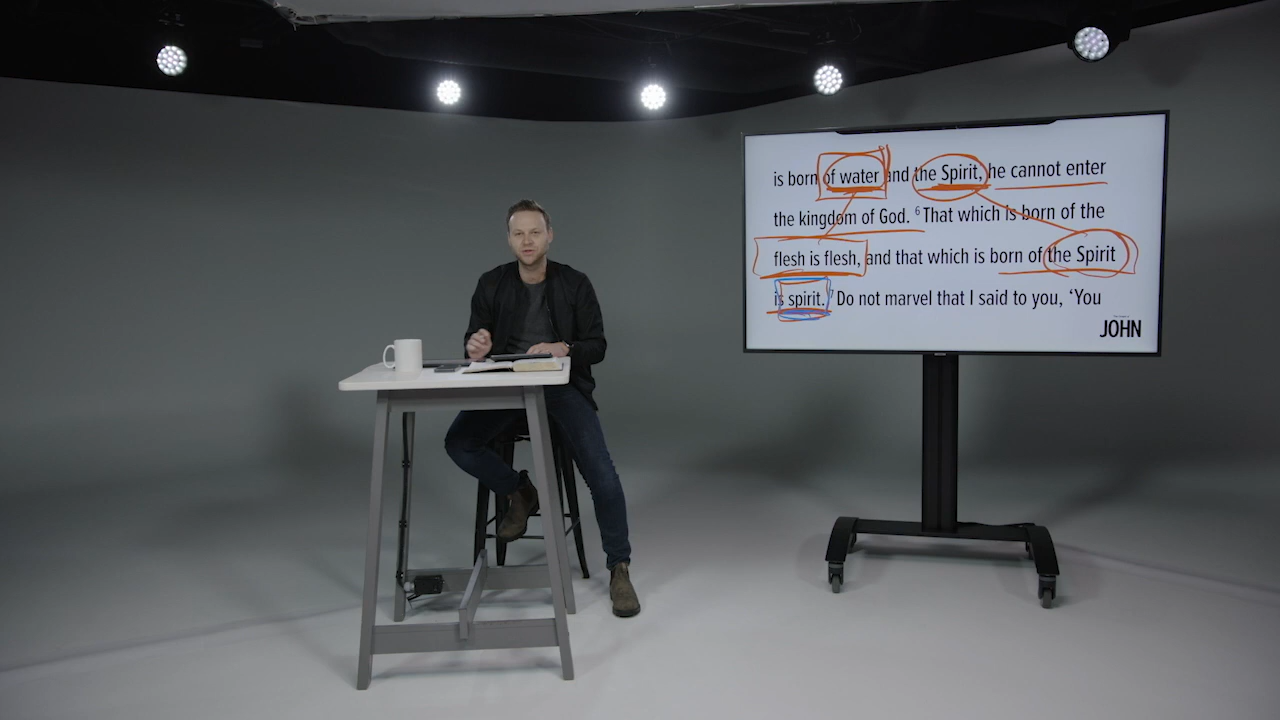 is born of water and the Spirit, he cannot enter
the kingdom of God. 6 That which is born of the
flesh is flesh, and that which is born of the Spirit
is spirit. 7 Do not marvel that I said to you, ‘You
JOHN